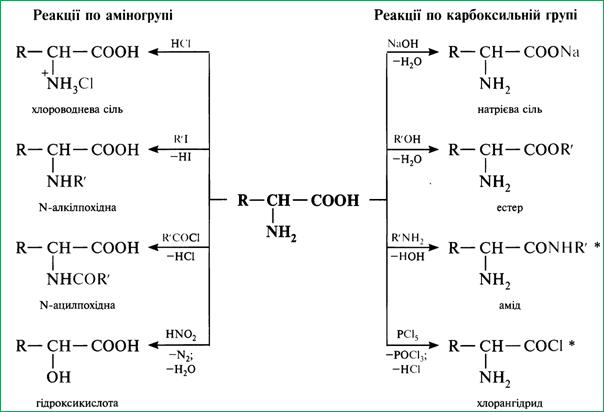 Реакції по аміногрупі
HCl
R—CH—COOH
+
NH₃Cl
хлороводнева сіль
R'I
−HI
R—CH—COOH
NHR'
N-алкілпохідна
R'COCl
−HCl
R—CH—COOH
NHCOR'
N-ацилпохідна
HNO₂
−N₂;
−H₂O
R—CH—COOH
OH
гідроксикислота
R—CH—COOH
NH₂
Реакції по карбоксильній групі
NaOH
−H₂O
R—CH—COONa
NH₂
натрієва сіль
R'OH
−H₂O
R—CH—COOR'
NH₂
естер
R'NH₂
−HOH
R—CH—CONHR' *
NH₂
амід
PCl₅
−POCl₃;
−HCl
R—CH—COCl *
NH₂
хлорангідрид